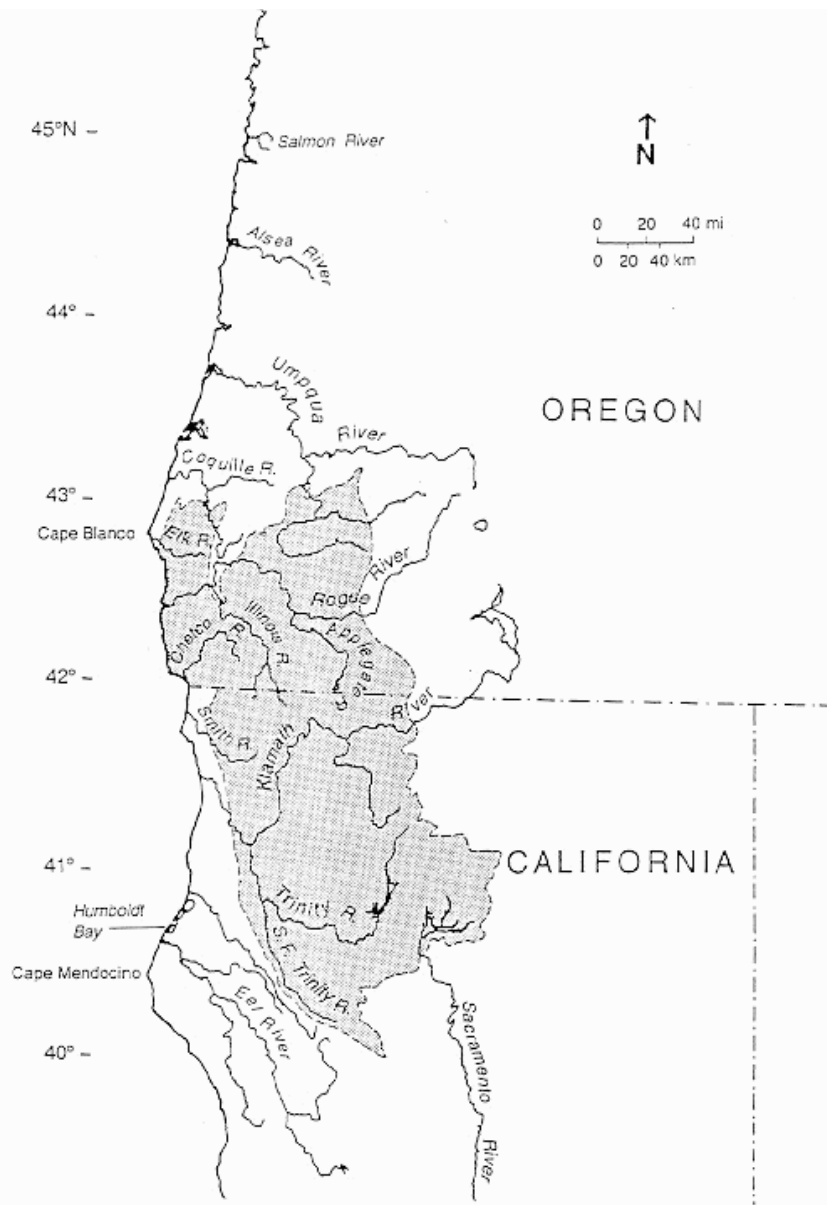 45°N
Salmon River
N
0 20 40 mi
0 20 40 km
Alsea River
44°
Umpqua River
OREGON
Coquille R.
43°
Cape Blanco
Elk R.
Rogue River
Illinois R.
Applegate R.
Chetco R.
42°
Smith R.
Klamath River
41°
CALIFORNIA
Trinity R.
Humboldt
Bay
S.F. Trinity R.
Cape Mendocino
Eel River
Sacramento River
40°